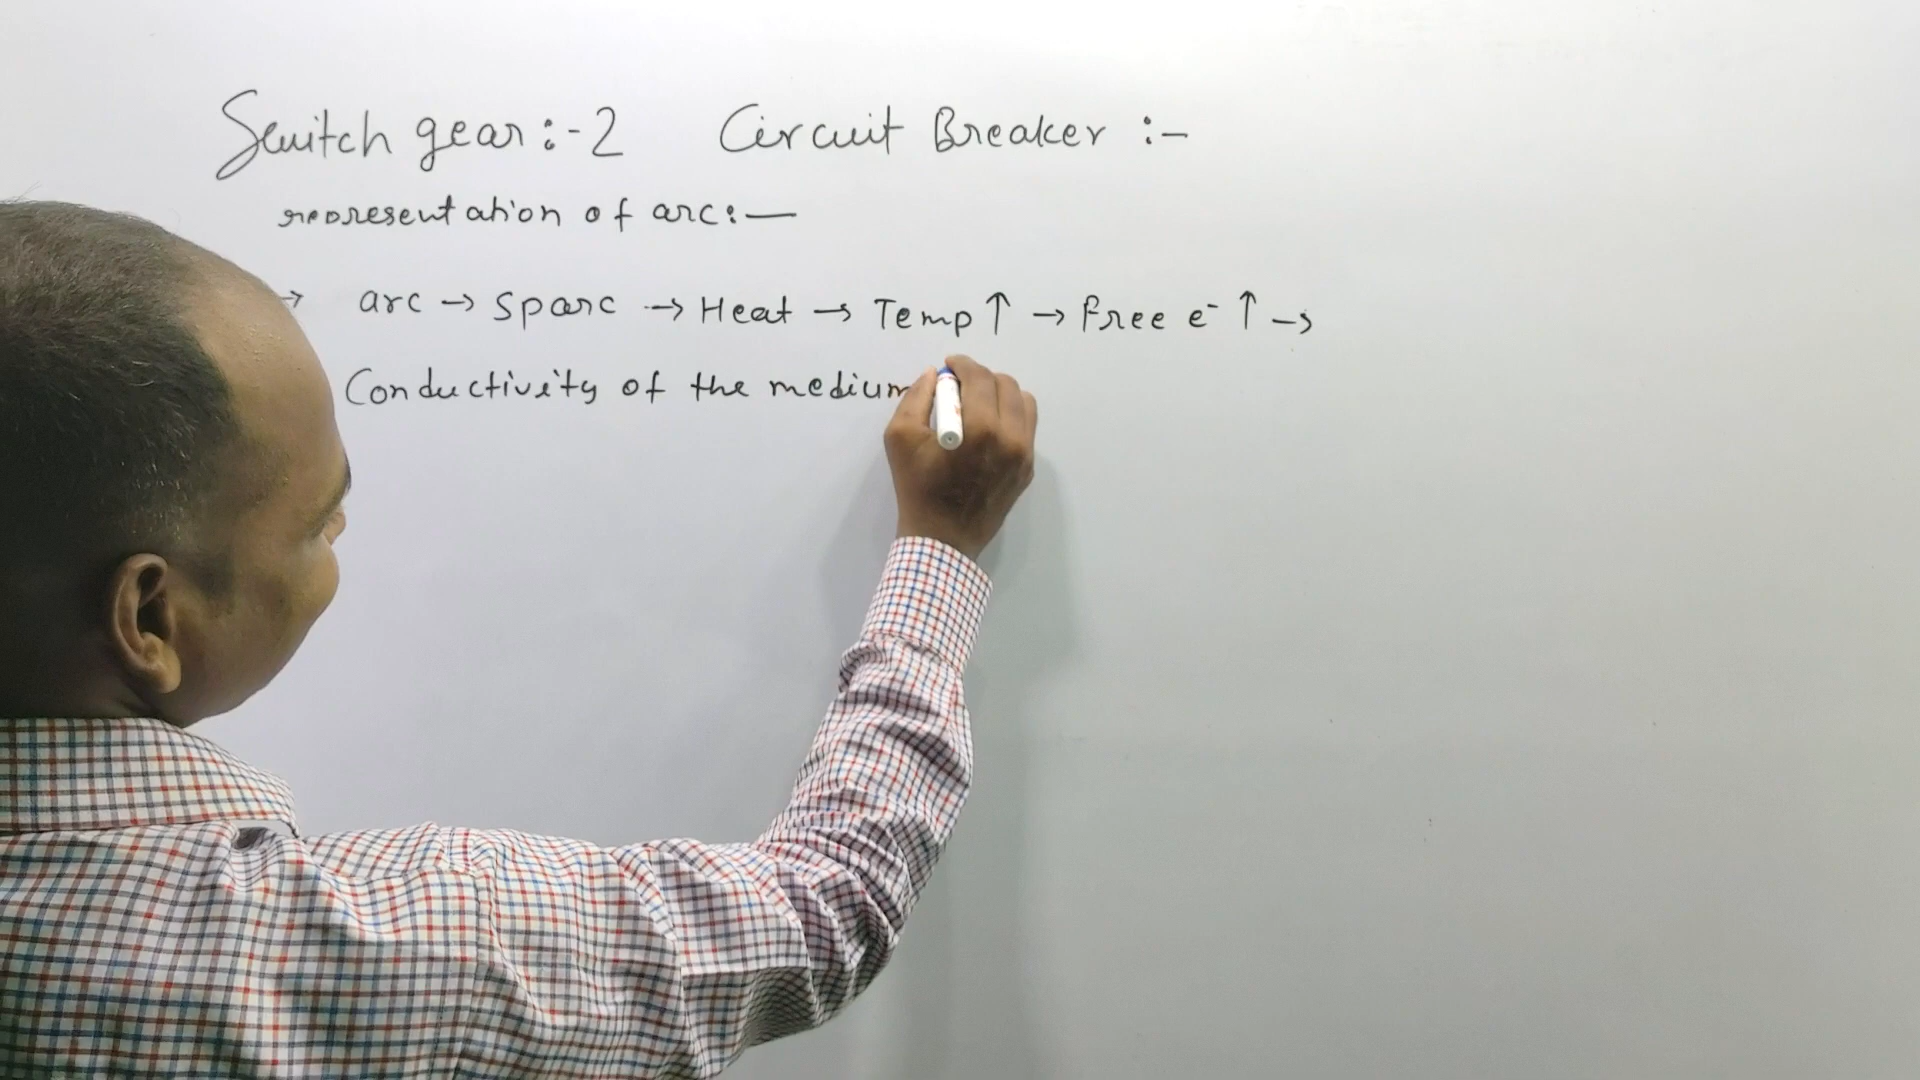 Switch gear:-2 Circuit Breaker :-
representation of arc:—
→ arc → Sparc → Heat → Temp↑ → free e⁻ ↑ →
Conductivity of the medium